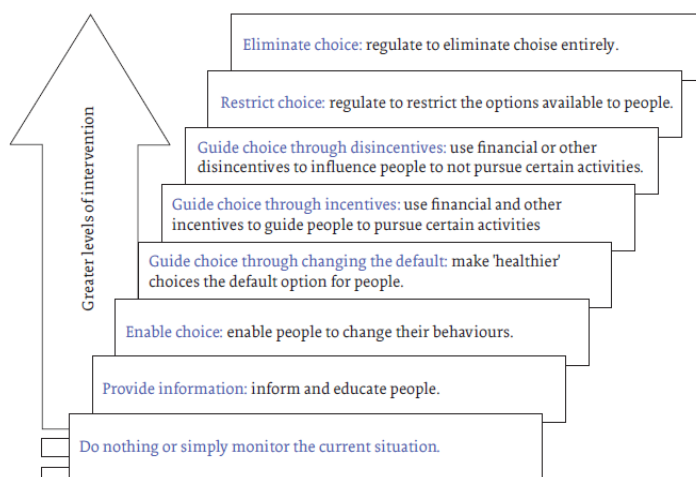 Eliminate choice: regulate to eliminate choise entirely.
Restrict choice: regulate to restrict the options available to people.
Guide choice through disincentives: use financial or other
disincentives to influence people to not pursue certain activities.
Guide choice through incentives: use financial and other
incentives to guide people to pursue certain activities
Guide choice through changing the default: make 'healthier'
choices the default option for people.
Enable choice: enable people to change their behaviours.
Provide information: inform and educate people.
Do nothing or simply monitor the current situation.
Greater levels of intervention